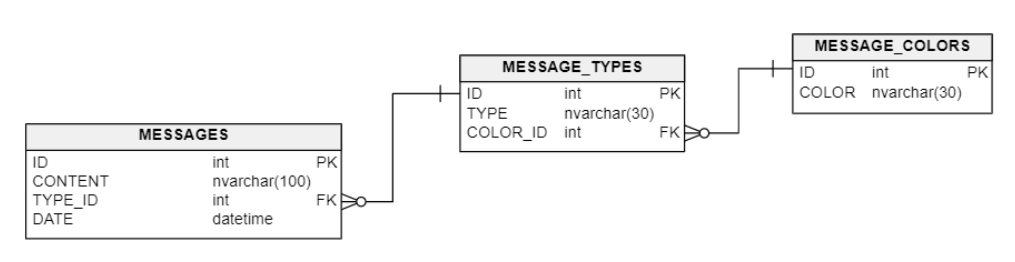 MESSAGES
ID int PK
CONTENT nvarchar(100)
TYPE_ID int FK
DATE datetime
MESSAGE_TYPES
ID int PK
TYPE nvarchar(30)
COLOR_ID int FK
MESSAGE_COLORS
ID int PK
COLOR nvarchar(30)